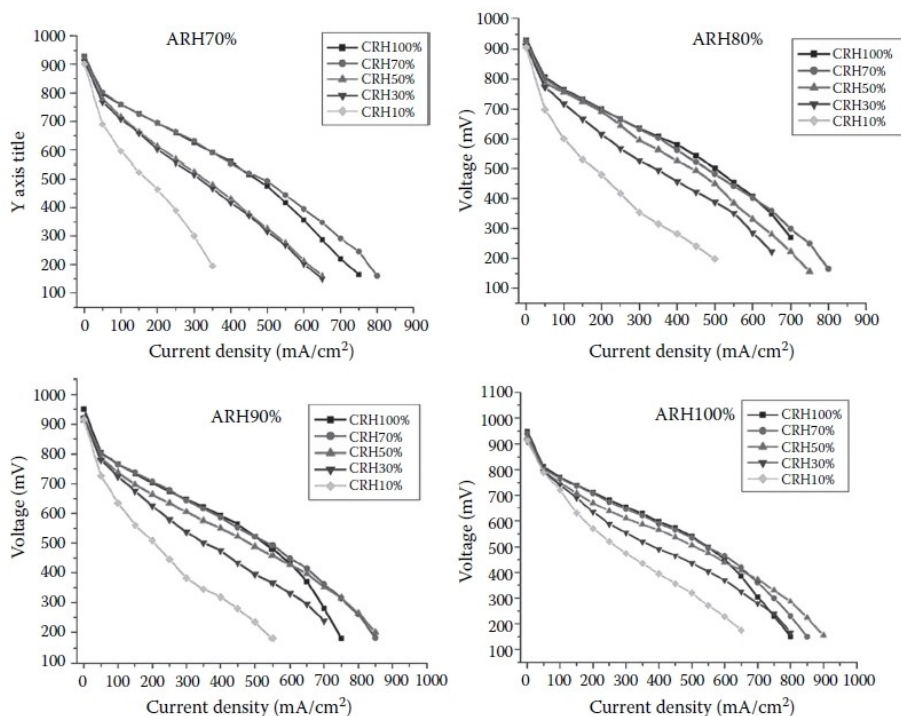 ARH70%
1000
900
800
700
600
500
400
300
200
100
Y axis title
CRH100%
CRH70%
CRH50%
CRH30%
CRH10%
0 100 200 300 400 500 600 700 800
Current density (mA/cm²)
ARH80%
1000
900
800
700
600
500
400
300
200
100
Voltage (mV)
CRH100%
CRH70%
CRH50%
CRH30%
CRH10%
0 100 200 300 400 500 600 700 800 900
Current density (mA/cm²)
ARH90%
1000
900
800
700
600
500
400
300
200
100
Voltage (mV)
CRH100%
CRH70%
CRH50%
CRH30%
CRH10%
0 100 200 300 400 500 600 700 800 900 1000
Current density (mA/cm²)
ARH100%
1100
1000
900
800
700
600
500
400
300
200
100
Voltage (mV)
CRH100%
CRH70%
CRH50%
CRH30%
CRH10%
0 100 200 300 400 500 600 700 800 900 1000
Current density (mA/cm²)